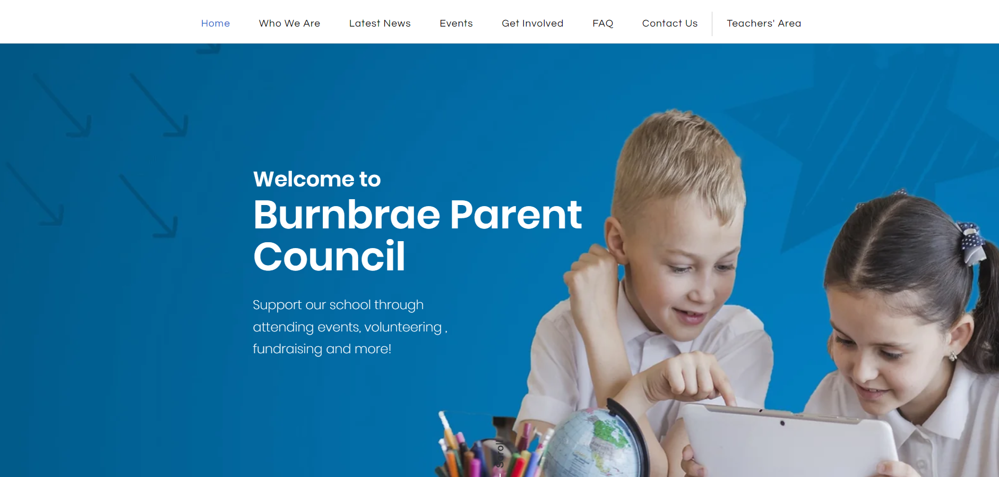 Home Who We Are Latest News Events Get Involved FAQ Contact Us Teachers' Area
Welcome to
Burnbrae Parent
Council
Support our school through
attending events, volunteering ,
fundraising and more!
Scroll